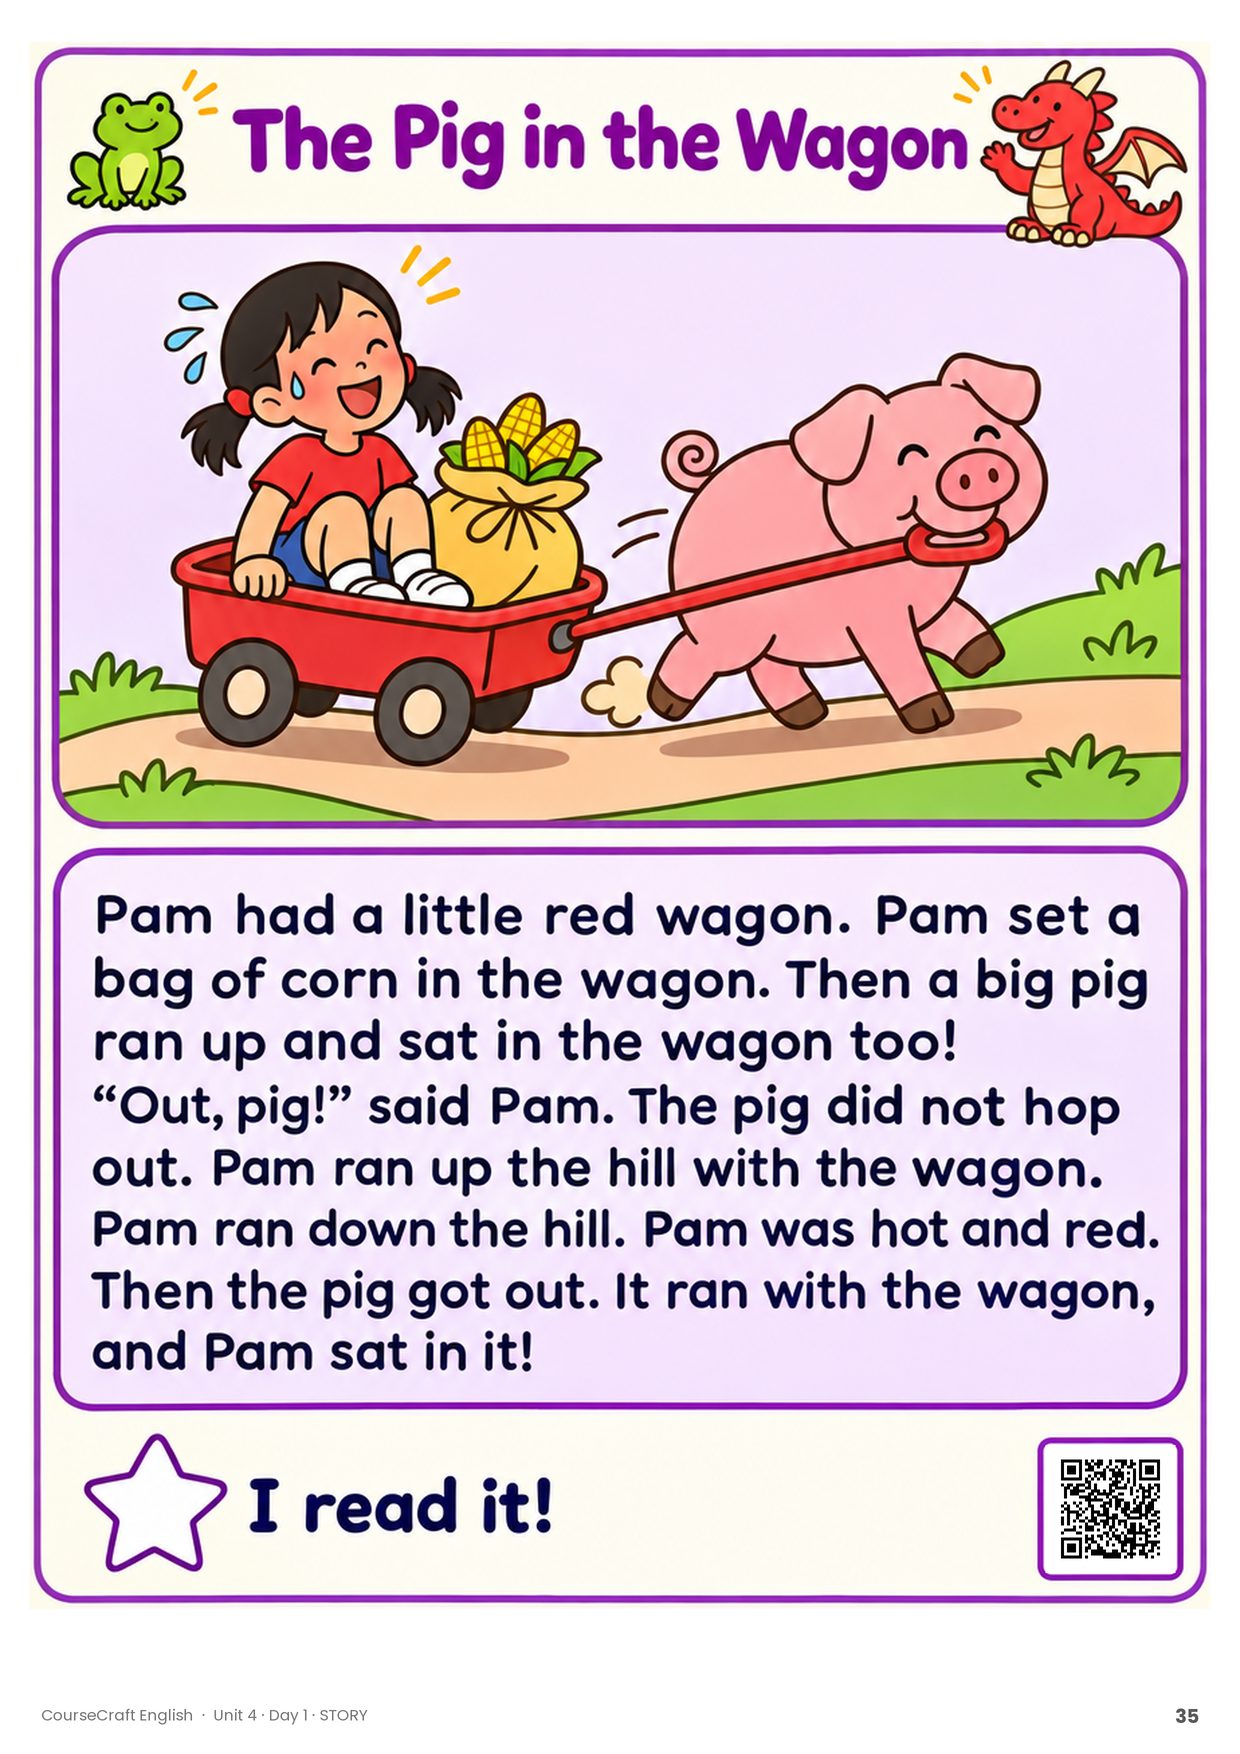 The Pig in the Wagon
Pam had a little red wagon. Pam set a
bag of corn in the wagon. Then a big pig
ran up and sat in the wagon too!
“Out, pig!” said Pam. The pig did not hop
out. Pam ran up the hill with the wagon.
Pam ran down the hill. Pam was hot and red.
Then the pig got out. It ran with the wagon,
and Pam sat in it!
I read it!
CourseCraft English · Unit 4 · Day 1 · STORY
35